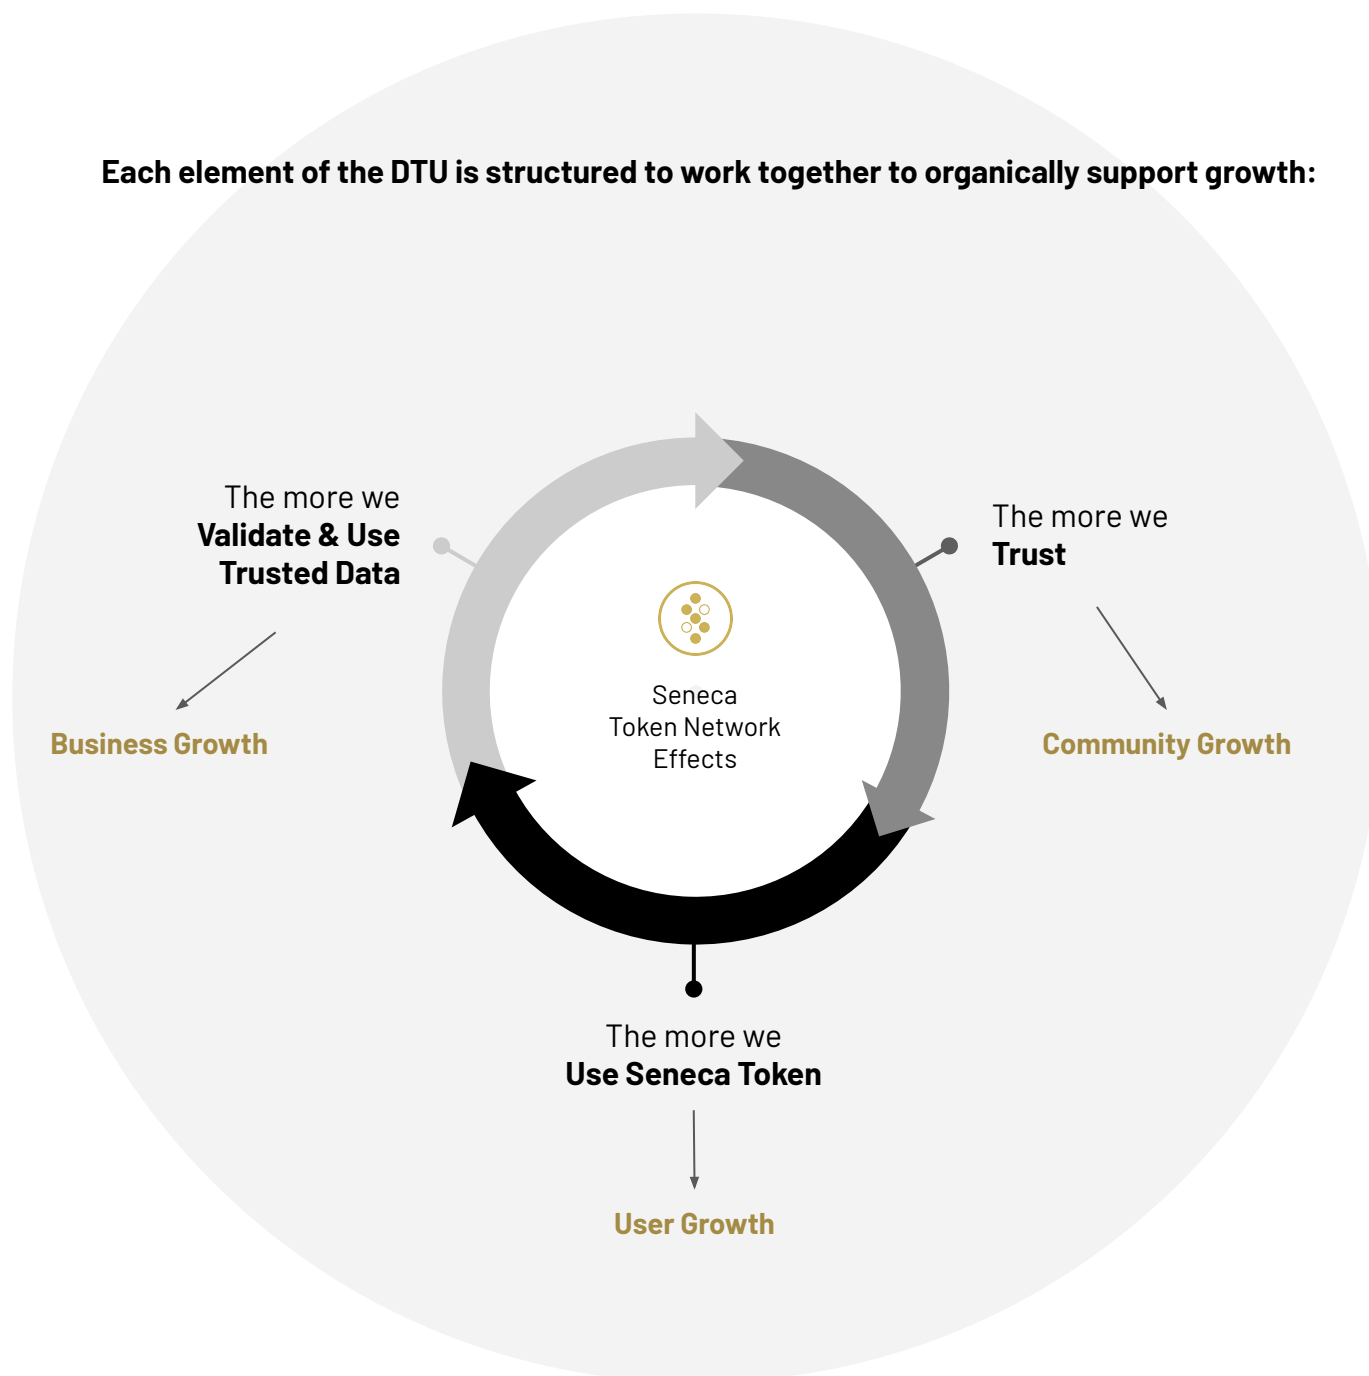 Each element of the DTU is structured to work together to organically support growth:
The more we
Validate & Use
Trusted Data
Business Growth
The more we
Trust
Community Growth
Seneca
Token Network
Effects
The more we
Use Seneca Token
User Growth